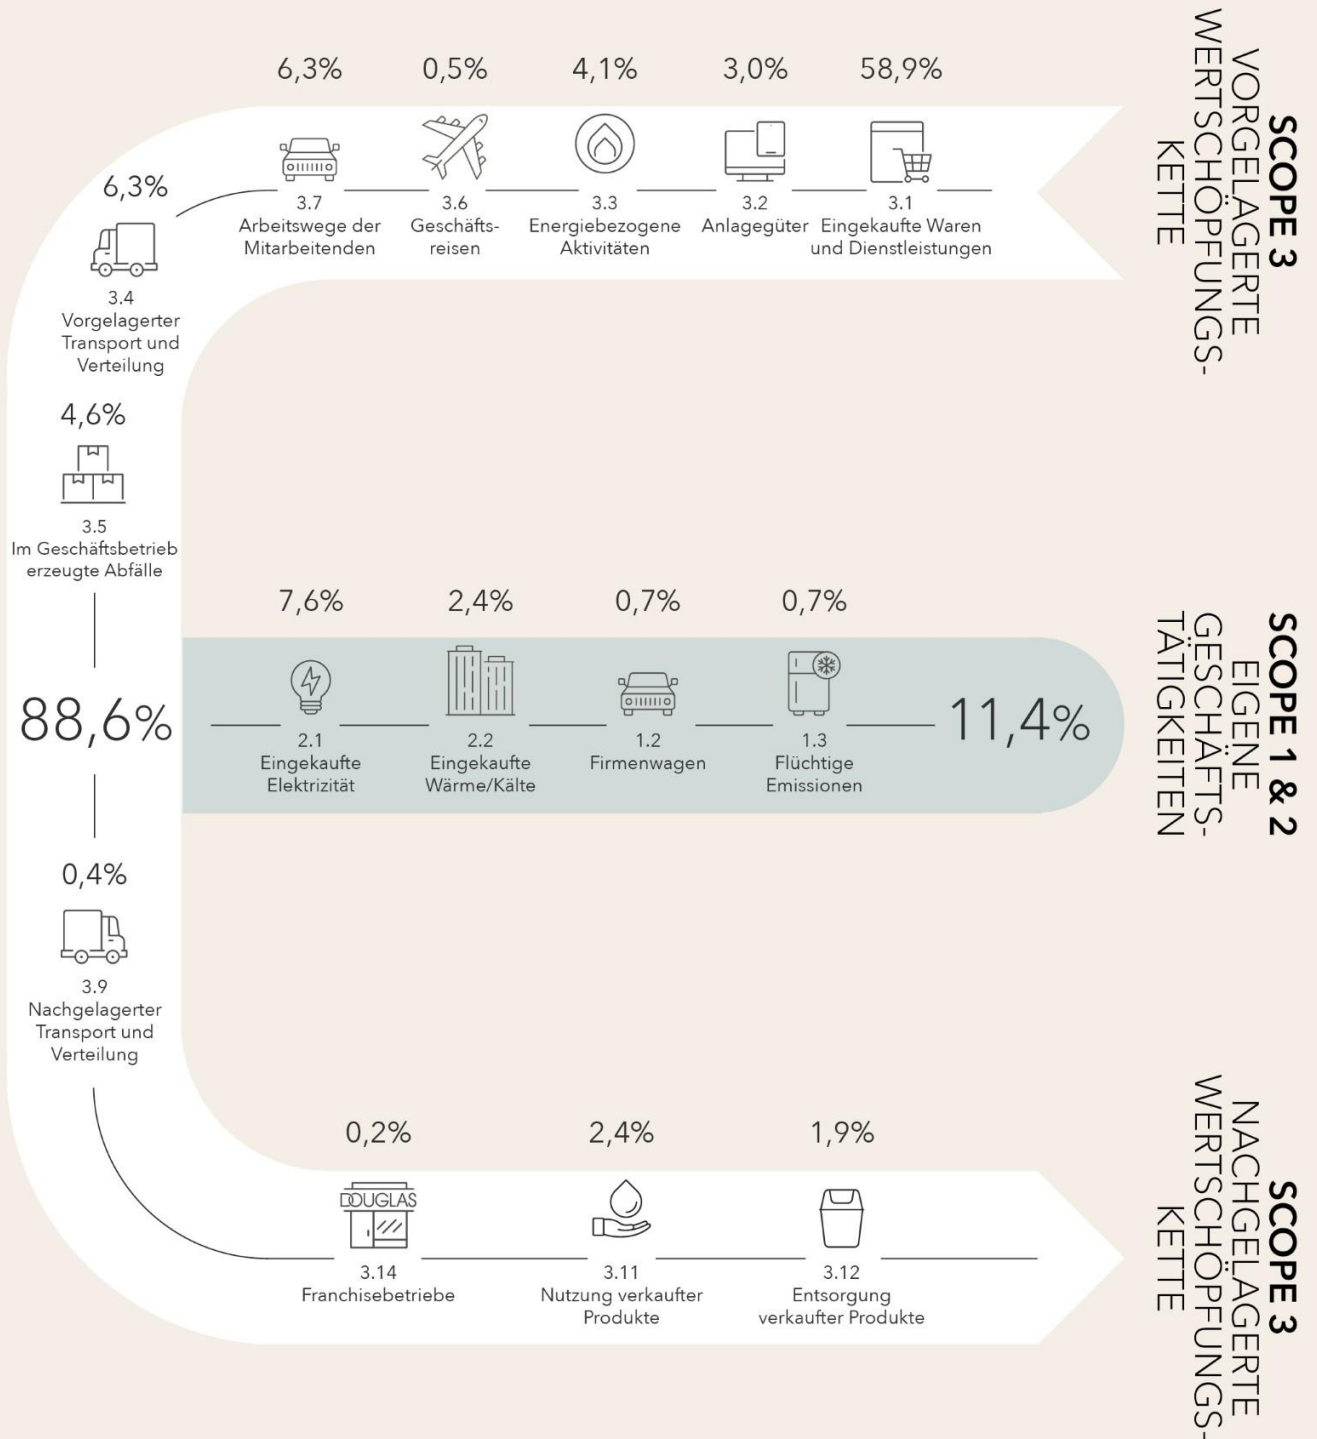 SCOPE 3
VORGELAGERTE
WERTSCHÖPFUNGS-
KETTE
6,3%
3.7
Arbeitswege der
Mitarbeitenden
0,5%
3.6
Geschäfts-
reisen
4,1%
3.3
Energiebezogene
Aktivitäten
3,0%
3.2
Anlagegüter
58,9%
3.1
Eingekaufte Waren
und Dienstleistungen
6,3%
3.4
Vorgelagerter
Transport und
Verteilung
4,6%
3.5
Im Geschäftsbetrieb
erzeugte Abfälle
88,6%
SCOPE 1 & 2
EIGENE
GESCHÄFTS-
TÄTIGKEITEN
7,6%
2.1
Eingekaufte
Elektrizität
2,4%
2.2
Eingekaufte
Wärme/Kälte
0,7%
1.2
Firmenwagen
0,7%
1.3
Flüchtige
Emissionen
11,4%
0,4%
3.9
Nachgelagerter
Transport und
Verteilung
SCOPE 3
NACHGELAGERTE
WERTSCHÖPFUNGS-
KETTE
0,2%
DOUGLAS
3.14
Franchisebetriebe
2,4%
3.11
Nutzung verkaufter
Produkte
1,9%
3.12
Entsorgung
verkaufter Produkte